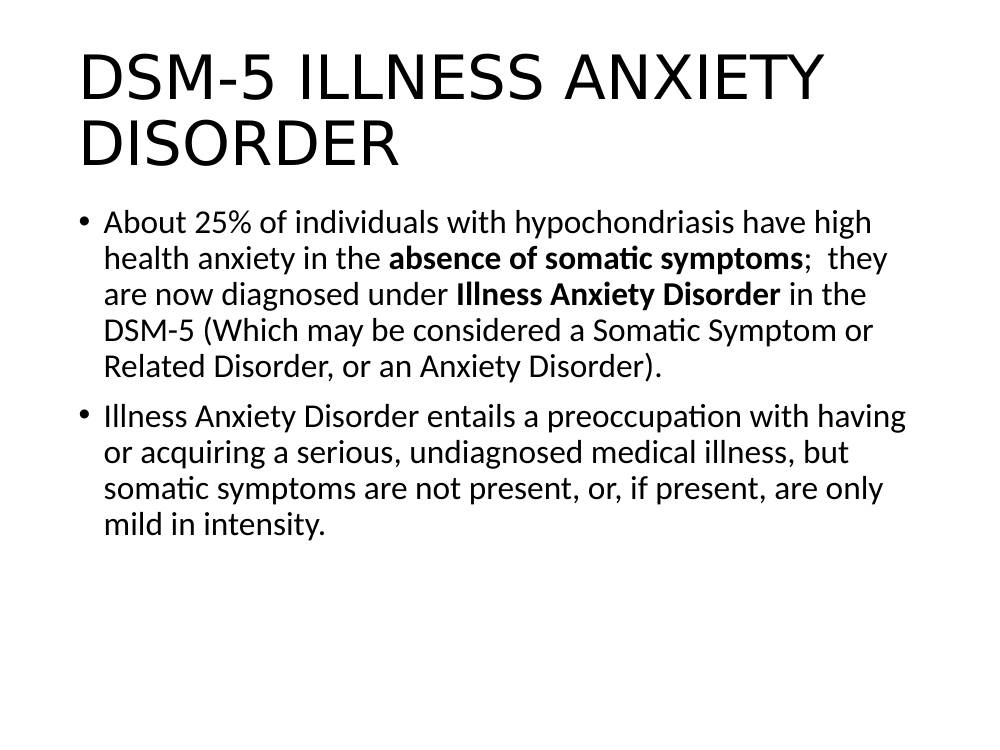 DSM-5 ILLNESS ANXIETY
DISORDER
• About 25% of individuals with hypochondriasis have high
health anxiety in the absence of somatic symptoms;  they
are now diagnosed under Illness Anxiety Disorder in the
DSM-5 (Which may be considered a Somatic Symptom or
Related Disorder, or an Anxiety Disorder).
• Illness Anxiety Disorder entails a preoccupation with having
or acquiring a serious, undiagnosed medical illness, but
somatic symptoms are not present, or, if present, are only
mild in intensity.